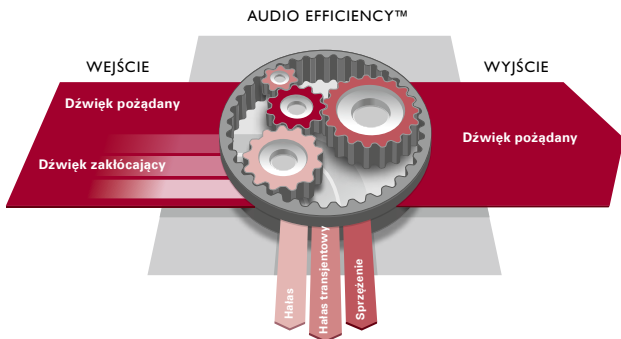 AUDIO EFFICIENCY™
WEJŚCIE
WYJŚCIE
Dźwięk pożądany
Dźwięk pożądany
Dźwięk zakłócający
Hałas
Hałas transjentowy
Sprzężenie